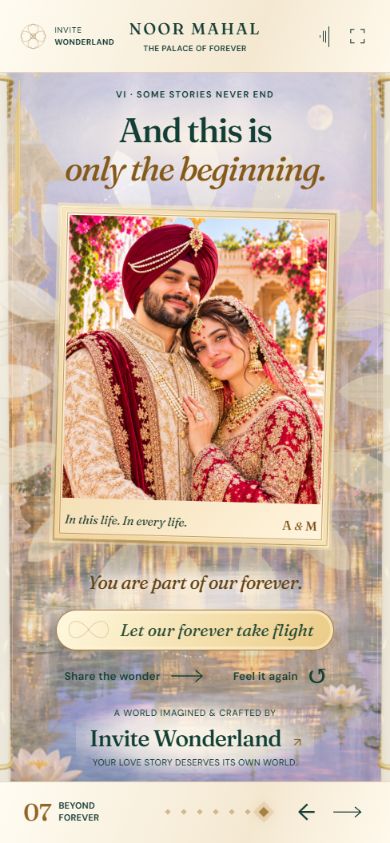 INVITE
WONDERLAND
NOOR MAHAL
THE PALACE OF FOREVER
VI · SOME STORIES NEVER END
And this is
only the beginning.
In this life. In every life.
A & M
You are part of our forever.
Let our forever take flight
Share the wonder
Feel it again
A WORLD IMAGINED & CRAFTED BY
Invite Wonderland
YOUR LOVE STORY DESERVES ITS OWN WORLD.
07
BEYOND
FOREVER